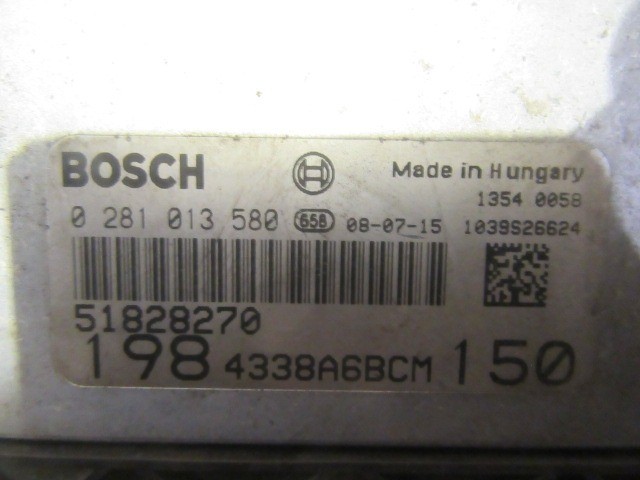 BOSCH Made in Hungary
1354 0058
0 281 013 580 658 08-07-15 1039S26624
51828270
198 4338A6BCM 150